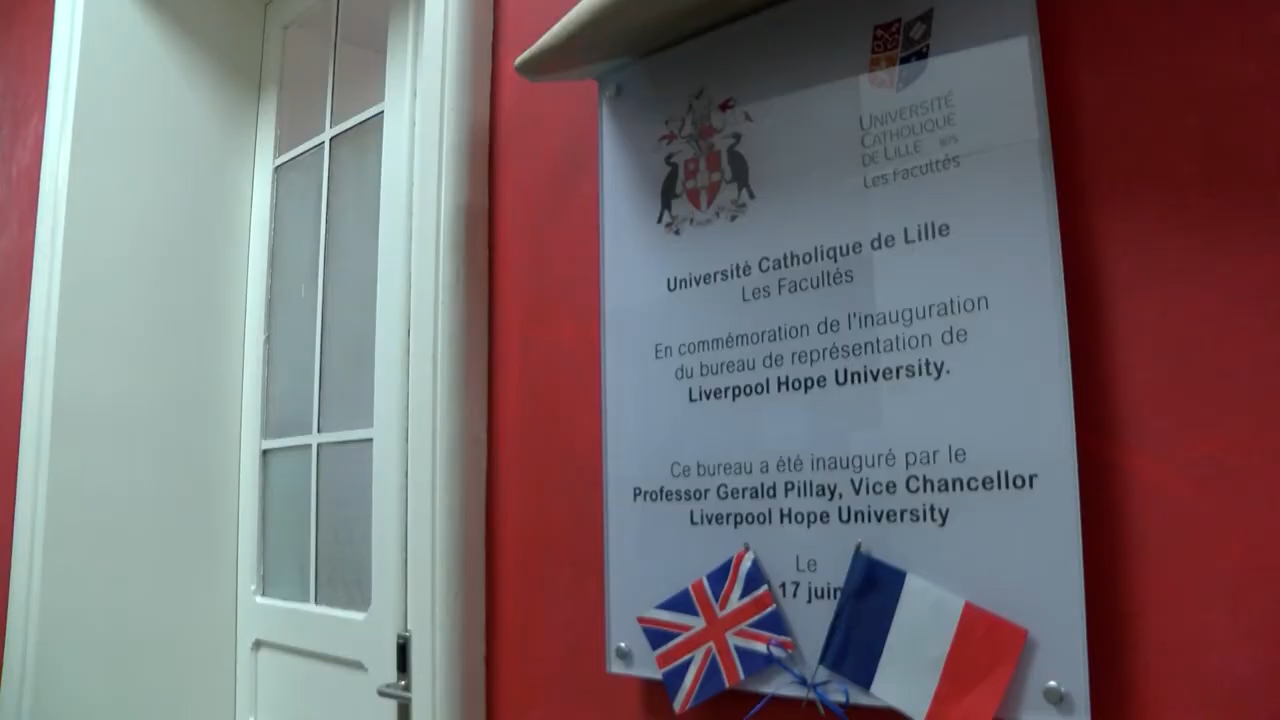 UNIVERSITÉ
CATHOLIQUE
DE LILLE 1875
Les Facultés
Université Catholique de Lille
Les Facultés
En commémoration de l'inauguration
du bureau de représentation de
Liverpool Hope University.
Ce bureau a été inauguré par le
Professor Gerald Pillay, Vice Chancellor
Liverpool Hope University
Le
17 juin